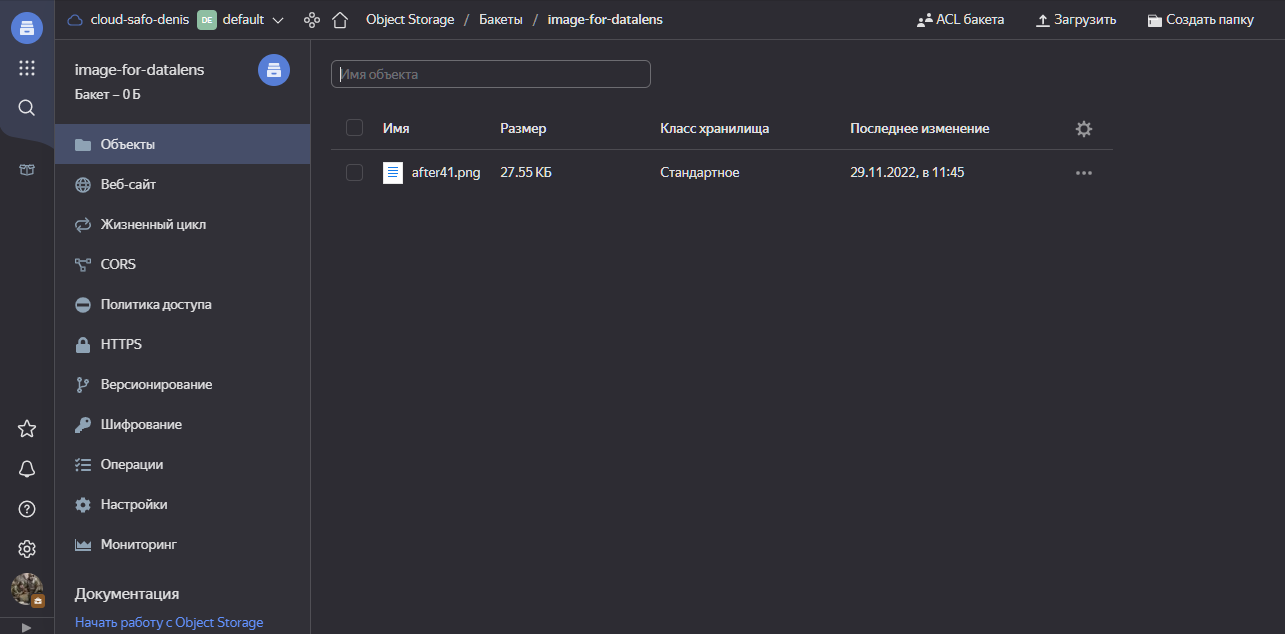 cloud-safo-denis DE default Object Storage / Бакеты / image-for-datalens ACL бакета Загрузить Создать папку
image-for-datalens
Бакет – 0 Б
Объекты
Веб-сайт
Жизненный цикл
CORS
Политика доступа
HTTPS
Версионирование
Шифрование
Операции
Настройки
Мониторинг
Документация
Начать работу с Object Storage
Имя объекта
Имя Размер Класс хранилища Последнее изменение
after41.png 27.55 КБ Стандартное 29.11.2022, в 11:45